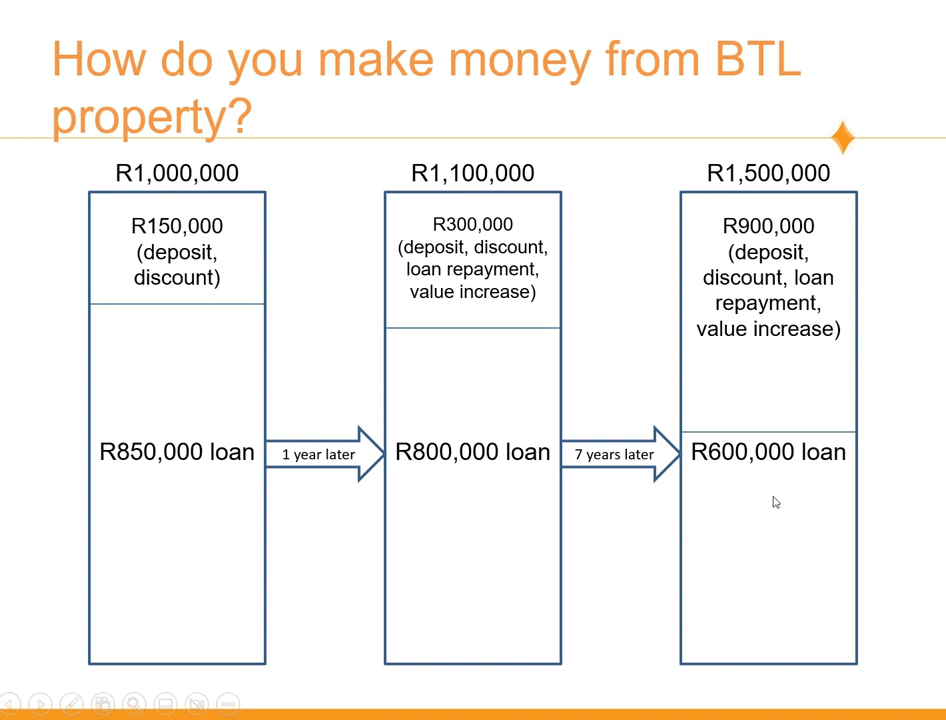 How do you make money from BTL
property?
R1,000,000
R150,000
(deposit,
discount)
R850,000 loan
1 year later
R1,100,000
R300,000
(deposit, discount,
loan repayment,
value increase)
R800,000 loan
7 years later
R1,500,000
R900,000
(deposit,
discount, loan
repayment,
value increase)
R600,000 loan